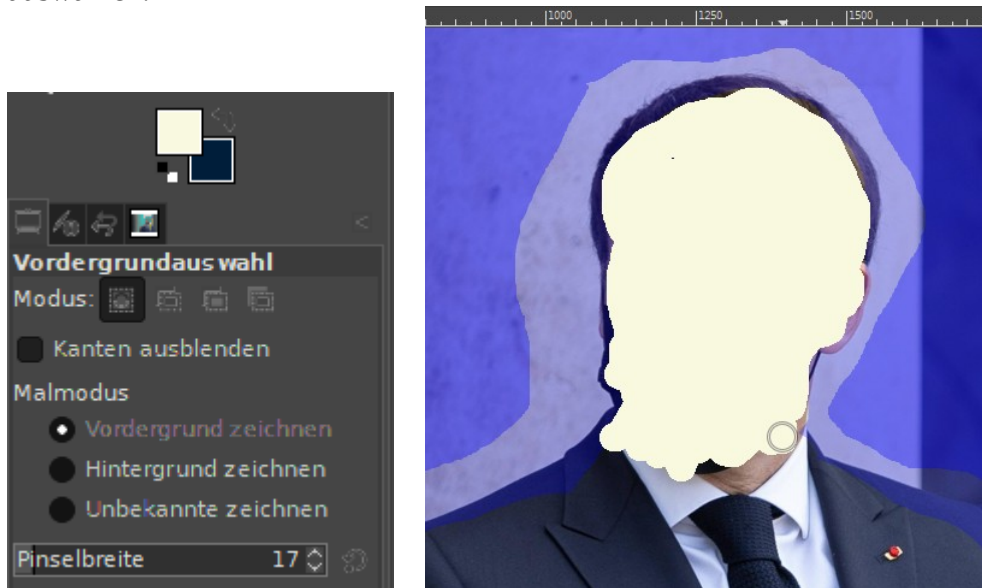 1000 1250 1500
Vordergrundauswahl
Modus:
Kanten ausblenden
Malmodus
Vordergrund zeichnen
Hintergrund zeichnen
Unbekannte zeichnen
Pinselbreite 17